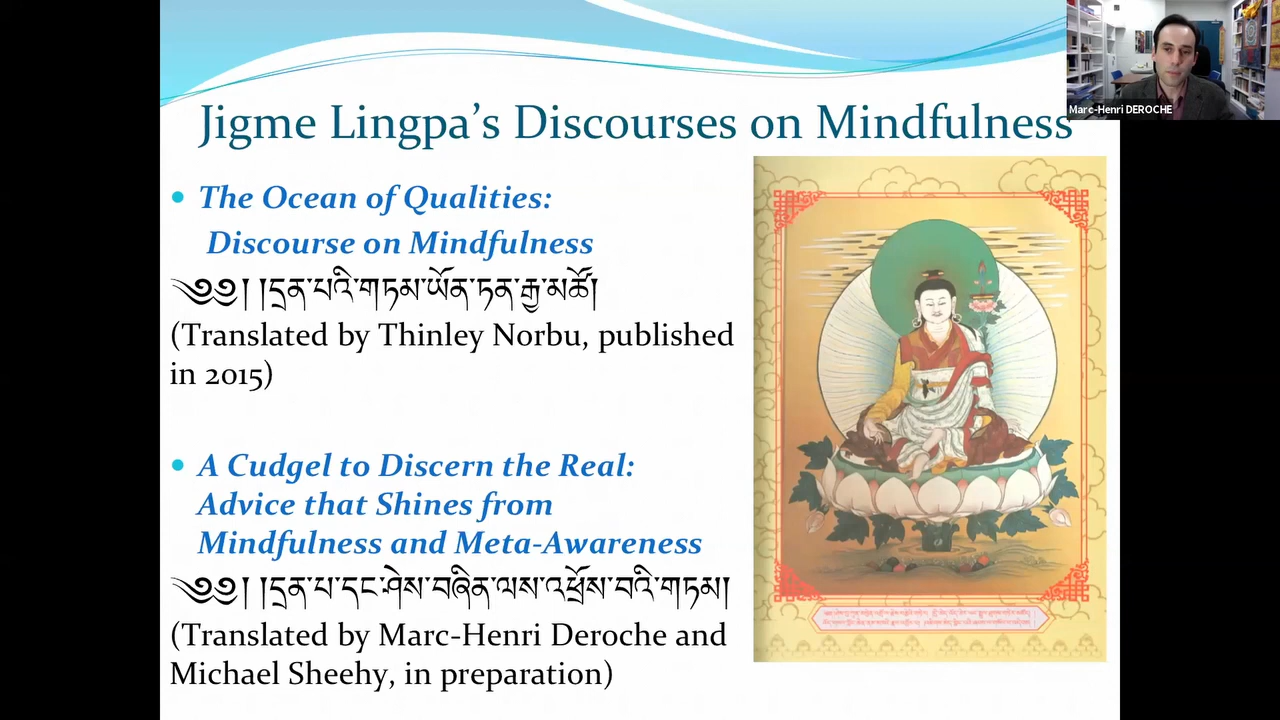 Jigme Lingpa's Discourses on Mindfulness
• The Ocean of Qualities:
Discourse on Mindfulness
༄༅། །དྲན་པའི་གཏམ་ཡོན་ཏན་རྒྱ་མཚོ།
(Translated by Thinley Norbu, published
in 2015)
• A Cudgel to Discern the Real:
Advice that Shines from
Mindfulness and Meta-Awareness
༄༅། །དྲན་པ་དང་ཤེས་བཞིན་ལས་འཕྲོས་བའི་གཏམ།
(Translated by Marc-Henri Deroche and
Michael Sheehy, in preparation)
Marc-Henri DEROCHE